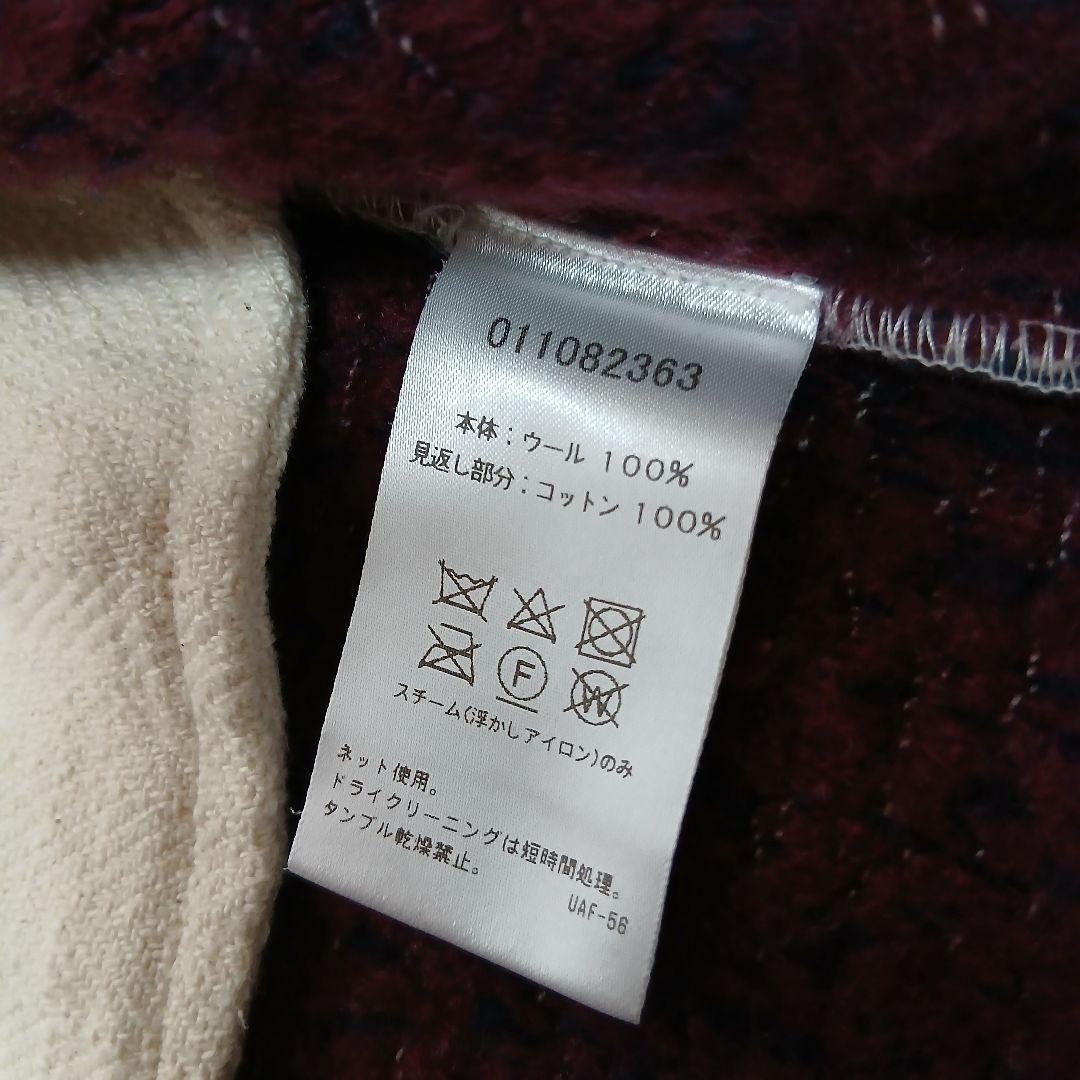 011082363
本体：ウール 100%
見返し部分：コットン 100%
F
W
スチーム(浮かしアイロン)のみ
ネット使用。
ドライクリーニングは短時間処理。
タンブル乾燥禁止。
UAF-56